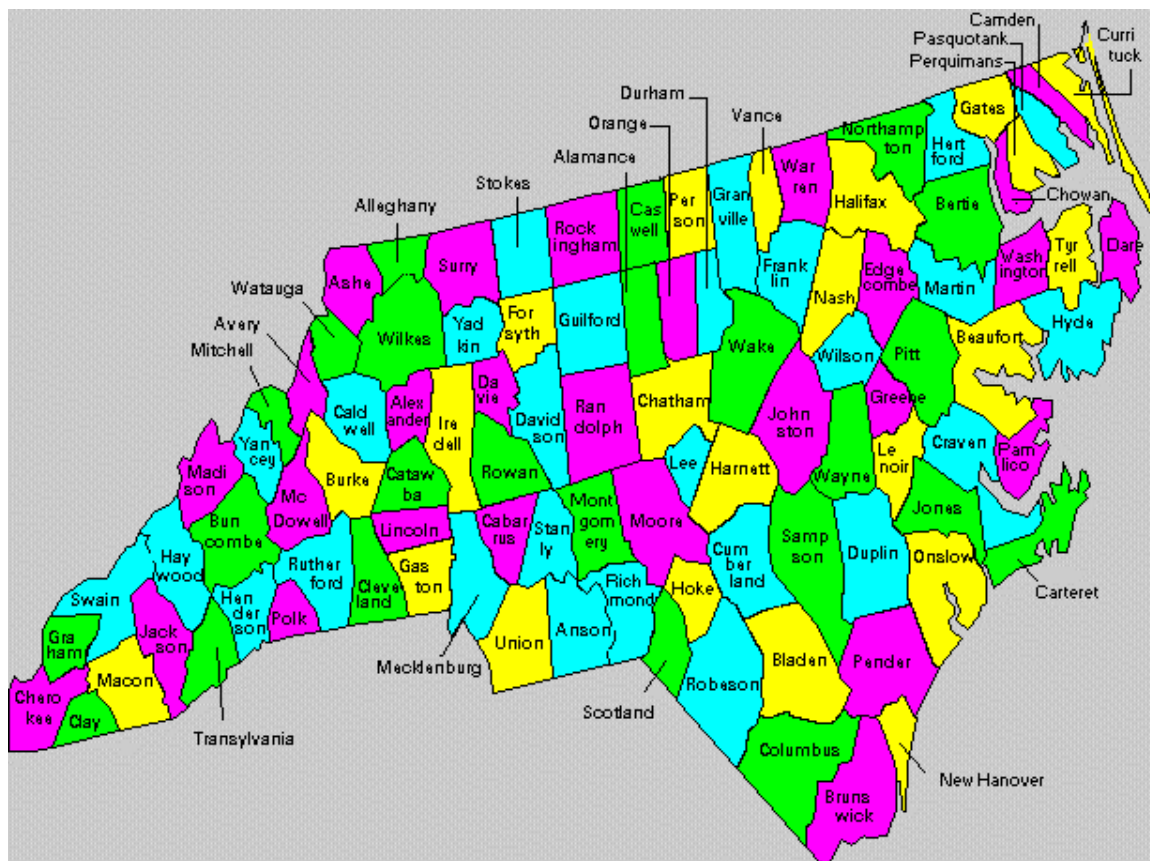 Camden
Pasquotank
Perquimans
Curri
tuck
Durham
Orange
Vance
Alamance
Stokes
Alleghany
Watauga
Avery
Mitchell
Gates
Northamp
ton
Hert
ford
Chowan
War
ren
Halifax
Bertie
Gran
ville
Per
son
Cas
well
Rock
ingham
Surry
Ashe
Wash
ington
Tyr
rell
Dare
Martin
Edge
combe
Frank
lin
Nash
Hyde
Beaufort
Wilkes
Yad
kin
For
syth
Guilford
Wake
Wilson
Pitt
Greene
Cald
well
Alex
ander
Ire
dell
Da
vie
David
son
Ran
dolph
Chatham
John
ston
Le
noir
Craven
Pam
lico
Yan
cey
Madi
son
Burke
Cataw
ba
Rowan
Lee
Harnett
Wayne
Jones
Mc
Dowell
Bun
combe
Lincoln
Cabar
rus
Stan
ly
Mont
gom
ery
Moore
Cum
ber
land
Samp
son
Duplin
Onslow
Carteret
Hay
wood
Ruther
ford
Cleve
land
Gas
ton
Rich
mond
Hoke
Swain
Hen
der
son
Polk
Jack
son
Gra
ham
Macon
Mecklenburg
Union
Anson
Scotland
Robeson
Bladen
Pender
Chero
kee
Clay
Transylvania
Columbus
New Hanover
Bruns
wick